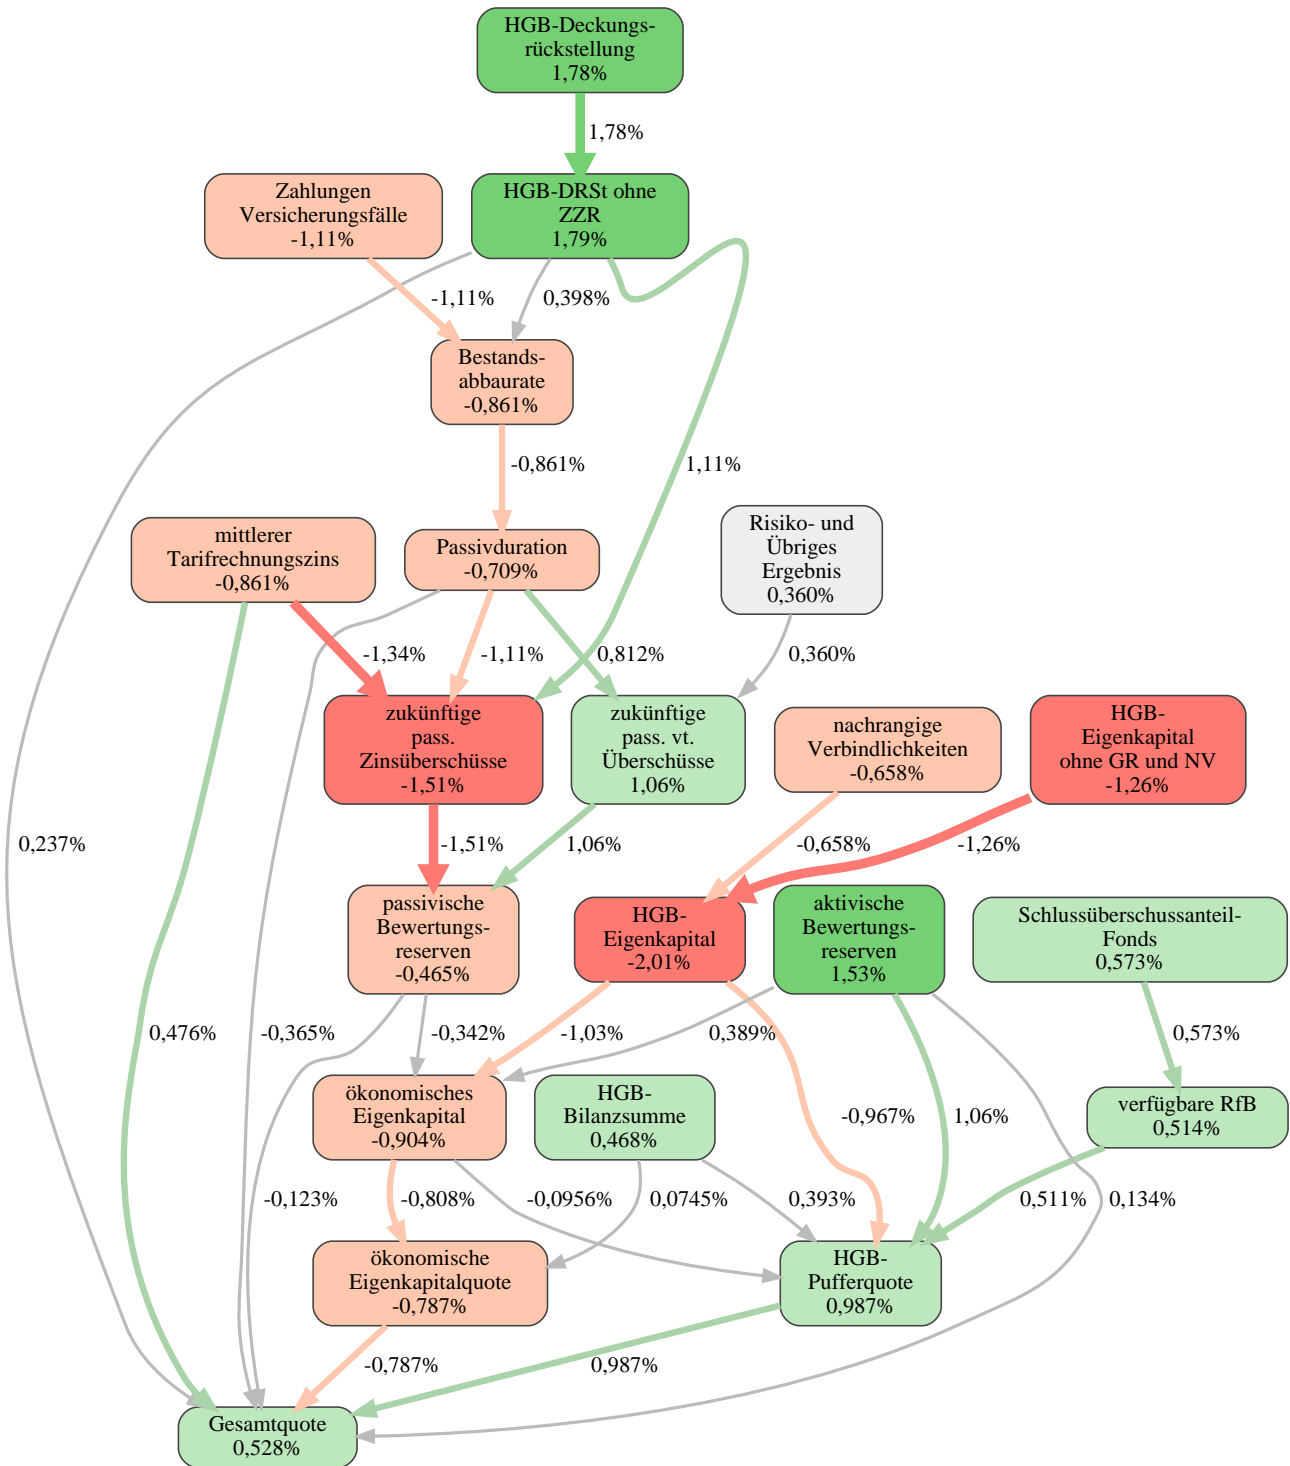 HGB-Deckungs-
rückstellung
1,78%
1,78%
Zahlungen
Versicherungsfälle
-1,11%
HGB-DRSt ohne
ZZR
1,79%
-1,11%
0,398%
Bestands-
abbaurate
-0,861%
-0,861%
1,11%
mittlerer
Tarifrechnungszins
-0,861%
Passivduration
-0,709%
Risiko- und
Übriges
Ergebnis
0,360%
-1,34%
-1,11%
0,812%
0,360%
zukünftige
pass.
Zinsüberschüsse
-1,51%
zukünftige
pass. vt.
Überschüsse
1,06%
nachrangige
Verbindlichkeiten
-0,658%
HGB-
Eigenkapital
ohne GR und NV
-1,26%
0,237%
-1,51%
1,06%
-0,658%
-1,26%
passivische
Bewertungs-
reserven
-0,465%
HGB-
Eigenkapital
-2,01%
aktivische
Bewertungs-
reserven
1,53%
Schlussüberschussanteil-
Fonds
0,573%
0,476%
-0,365%
-0,342%
-1,03%
0,389%
0,573%
ökonomisches
Eigenkapital
-0,904%
HGB-
Bilanzsumme
0,468%
-0,967%
1,06%
verfügbare RfB
0,514%
-0,123%
-0,808%
-0,0956%
0,0745%
0,393%
0,511%
0,134%
ökonomische
Eigenkapitalquote
-0,787%
HGB-
Pufferquote
0,987%
-0,787%
0,987%
Gesamtquote
0,528%